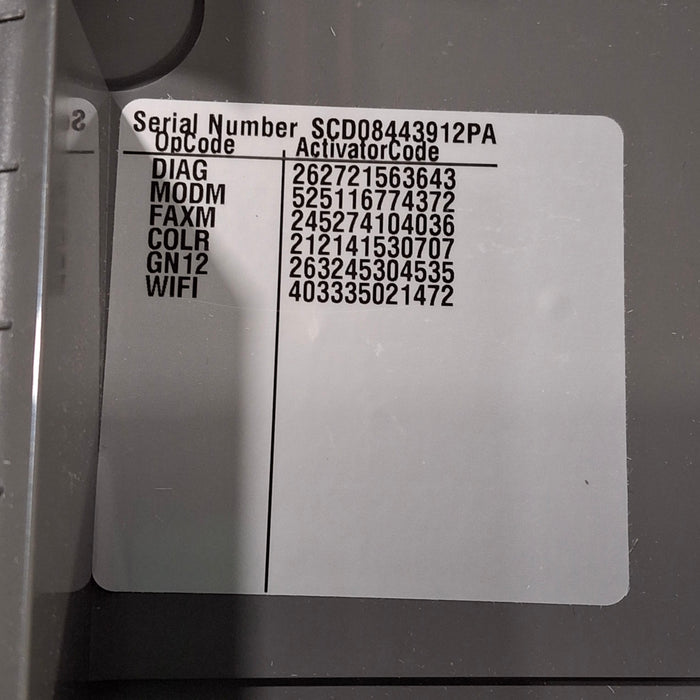 Serial Number SCD08443912PA
OpCode ActivatorCode
DIAG 262721563643
MODM 525116774372
FAXM 245274104036
COLR 212141530707
GN12 263245304535
WIFI 403335021472